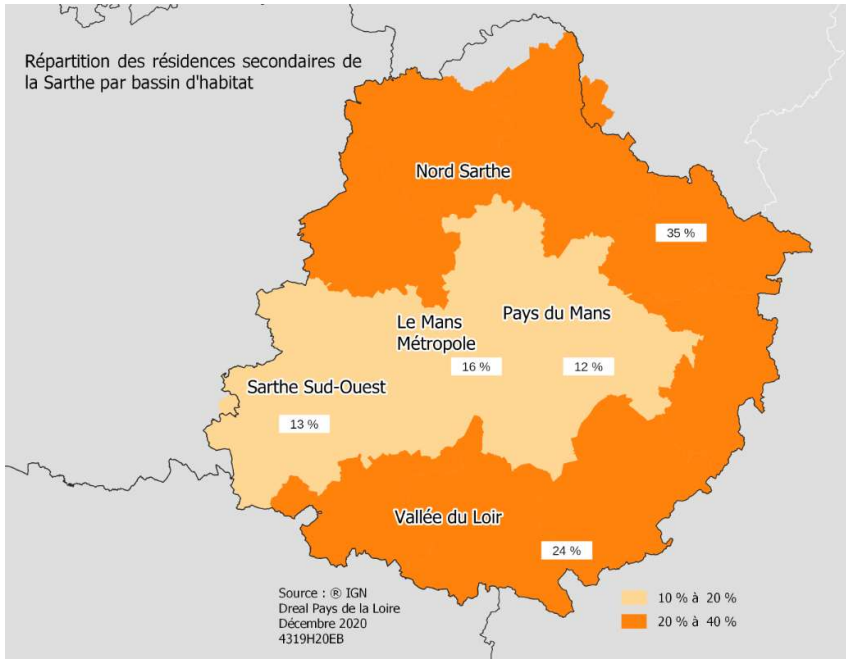 Répartition des résidences secondaires de
la Sarthe par bassin d'habitat
Nord Sarthe
35 %
Le Mans
Métropole
Pays du Mans
16 %
12 %
Sarthe Sud-Ouest
13 %
Vallée du Loir
24 %
Source : ® IGN
Dreal Pays de la Loire
Décembre 2020
4319H20EB
10 % à 20 %
20 % à 40 %